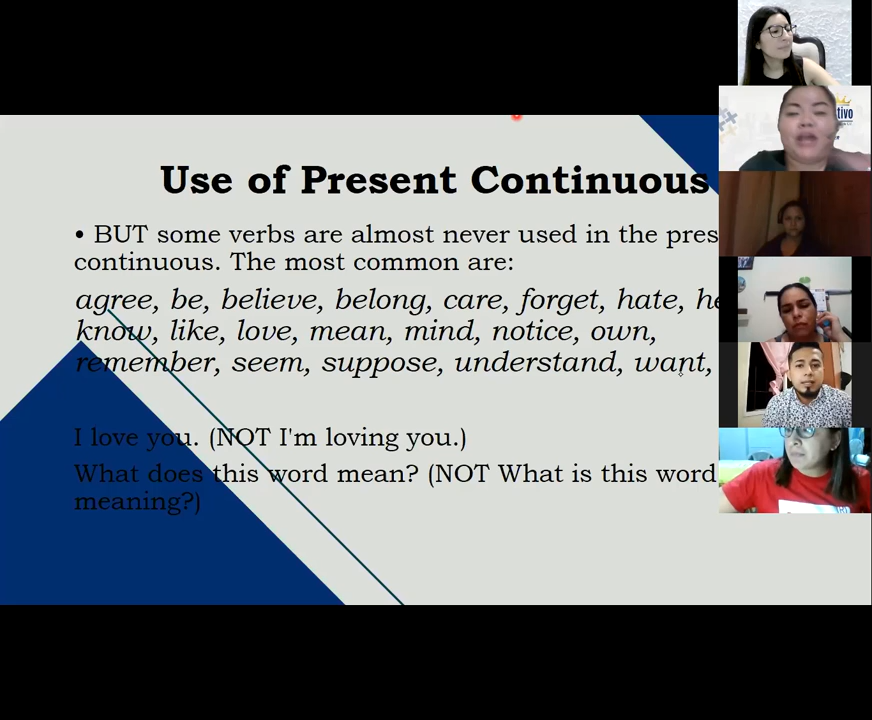 Use of Present Continuous
• BUT some verbs are almost never used in the pres
continuous. The most common are:
agree, be, believe, belong, care, forget, hate, he
know, like, love, mean, mind, notice, own,
remember, seem, suppose, understand, want,
I love you. (NOT I'm loving you.)
What does this word mean? (NOT What is this word
meaning?)
tivo